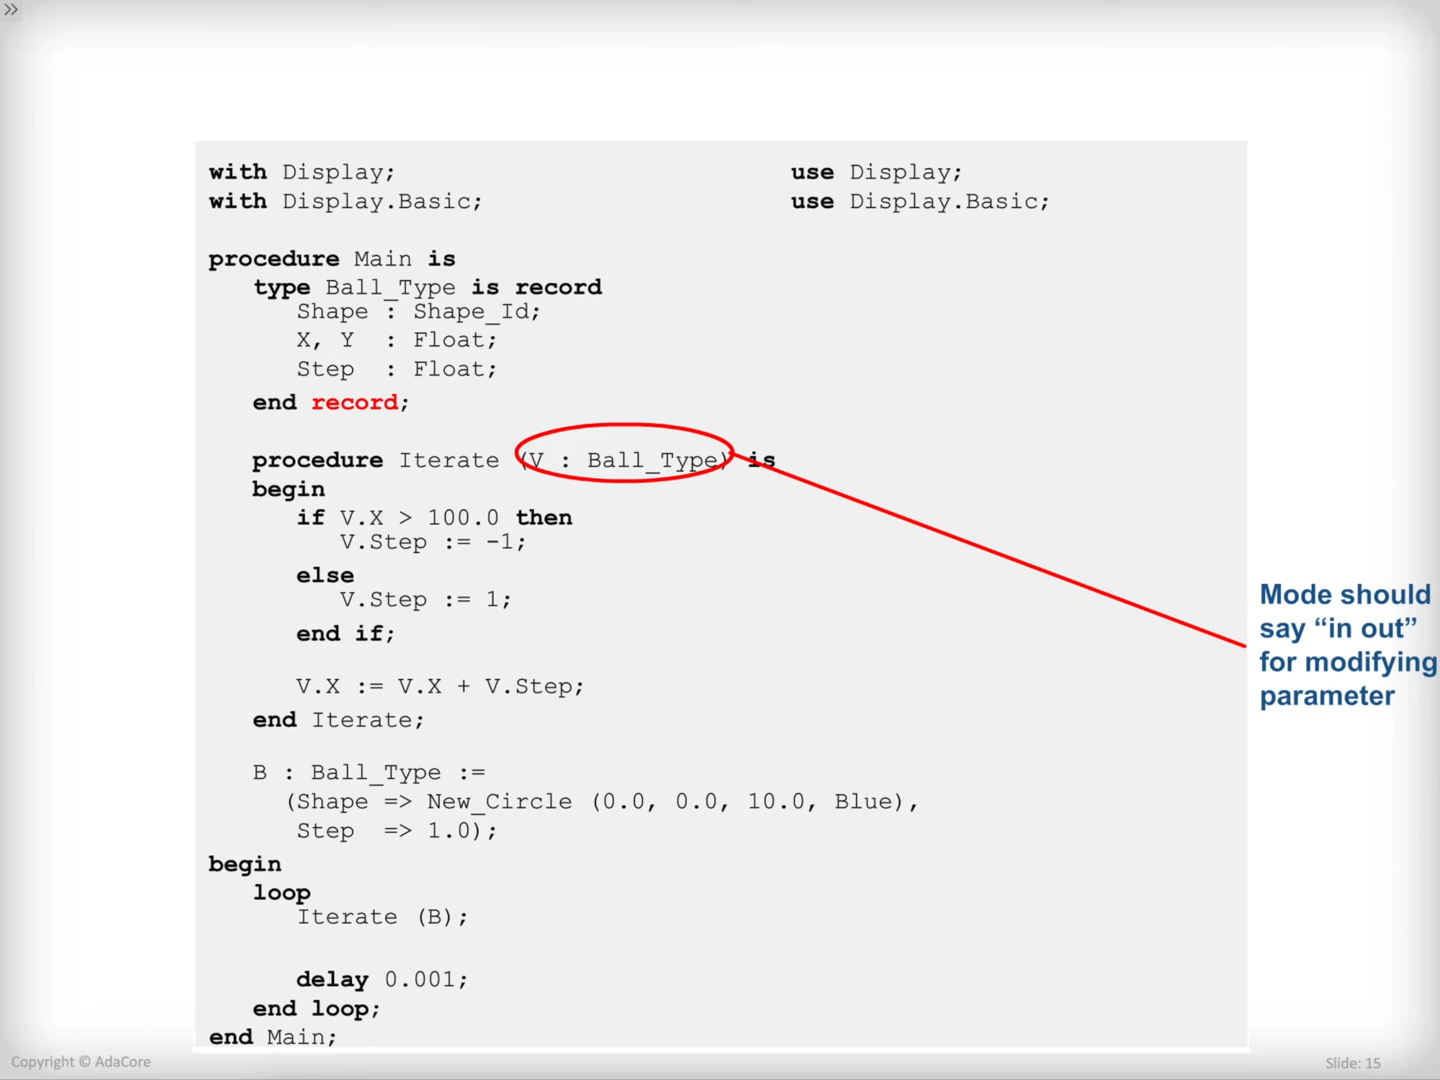 »
with Display; use Display;
with Display.Basic; use Display.Basic;
procedure Main is
type Ball_Type is record
Shape : Shape_Id;
X, Y : Float;
Step : Float;
end record;
procedure Iterate (V : Ball_Type) is
begin
if V.X > 100.0 then
V.Step := -1;
else
V.Step := 1;
end if;
V.X := V.X + V.Step;
end Iterate;
B : Ball_Type :=
(Shape => New_Circle (0.0, 0.0, 10.0, Blue),
Step => 1.0);
begin
loop
Iterate (B);
delay 0.001;
end loop;
end Main;
Mode should
say “in out”
for modifying
parameter
Copyright © AdaCore
Slide: 15